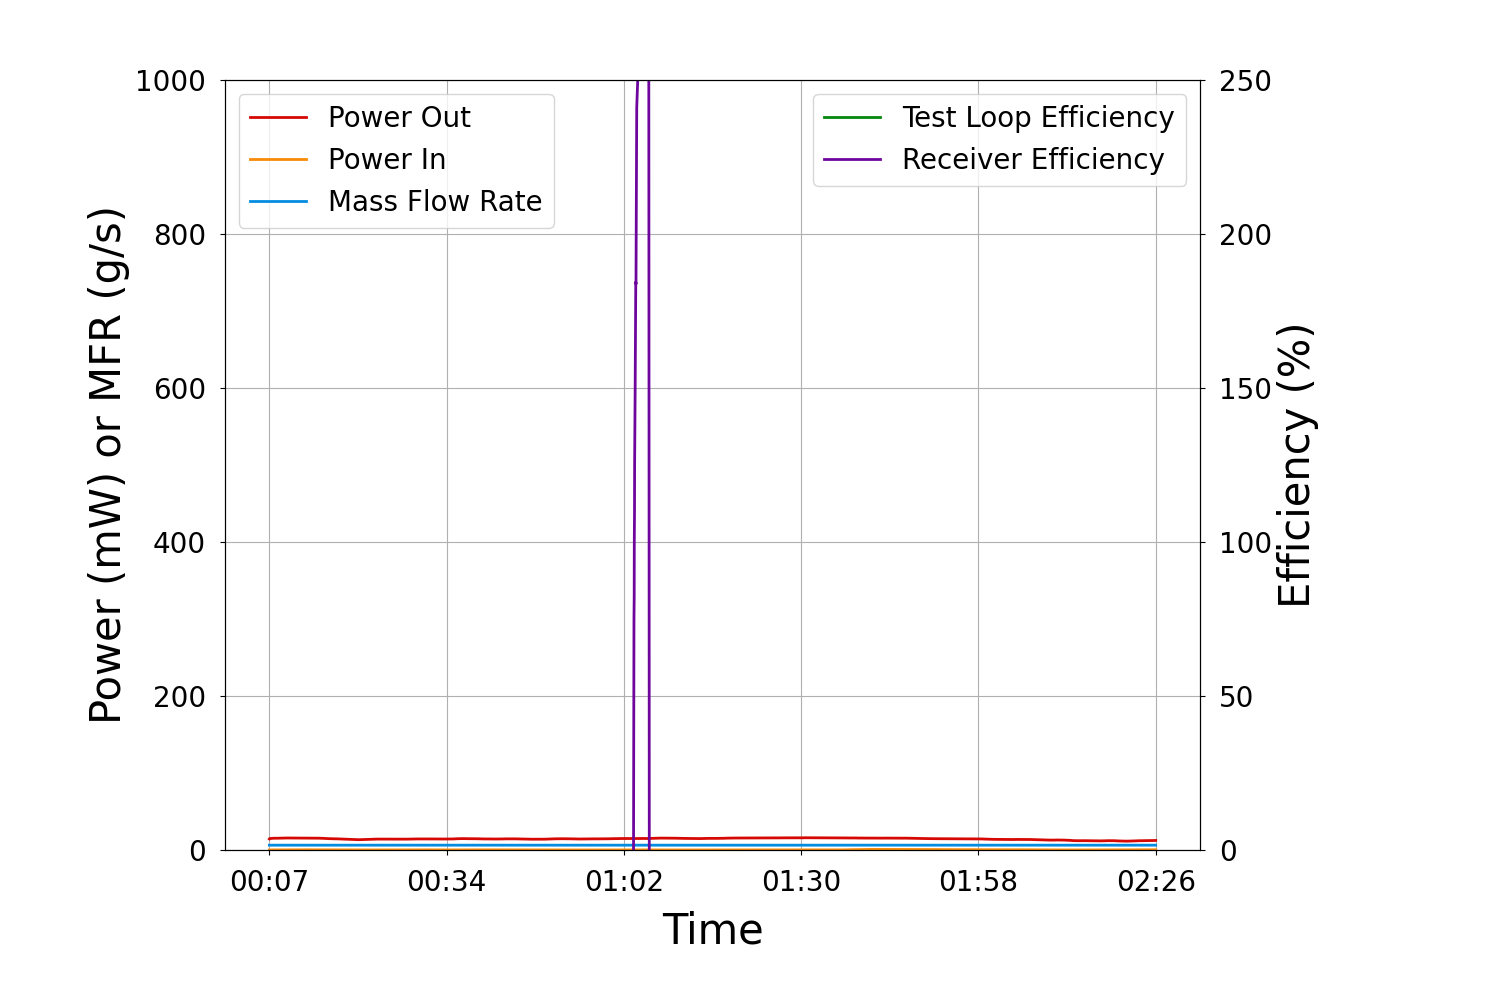 Power Out
Power In
Mass Flow Rate
Test Loop Efficiency
Receiver Efficiency
Power (mW) or MFR (g/s)
1000
800
600
400
200
0
250
200
150
100
50
0
Efficiency (%)
00:07 00:34 01:02 01:30 01:58 02:26
Time